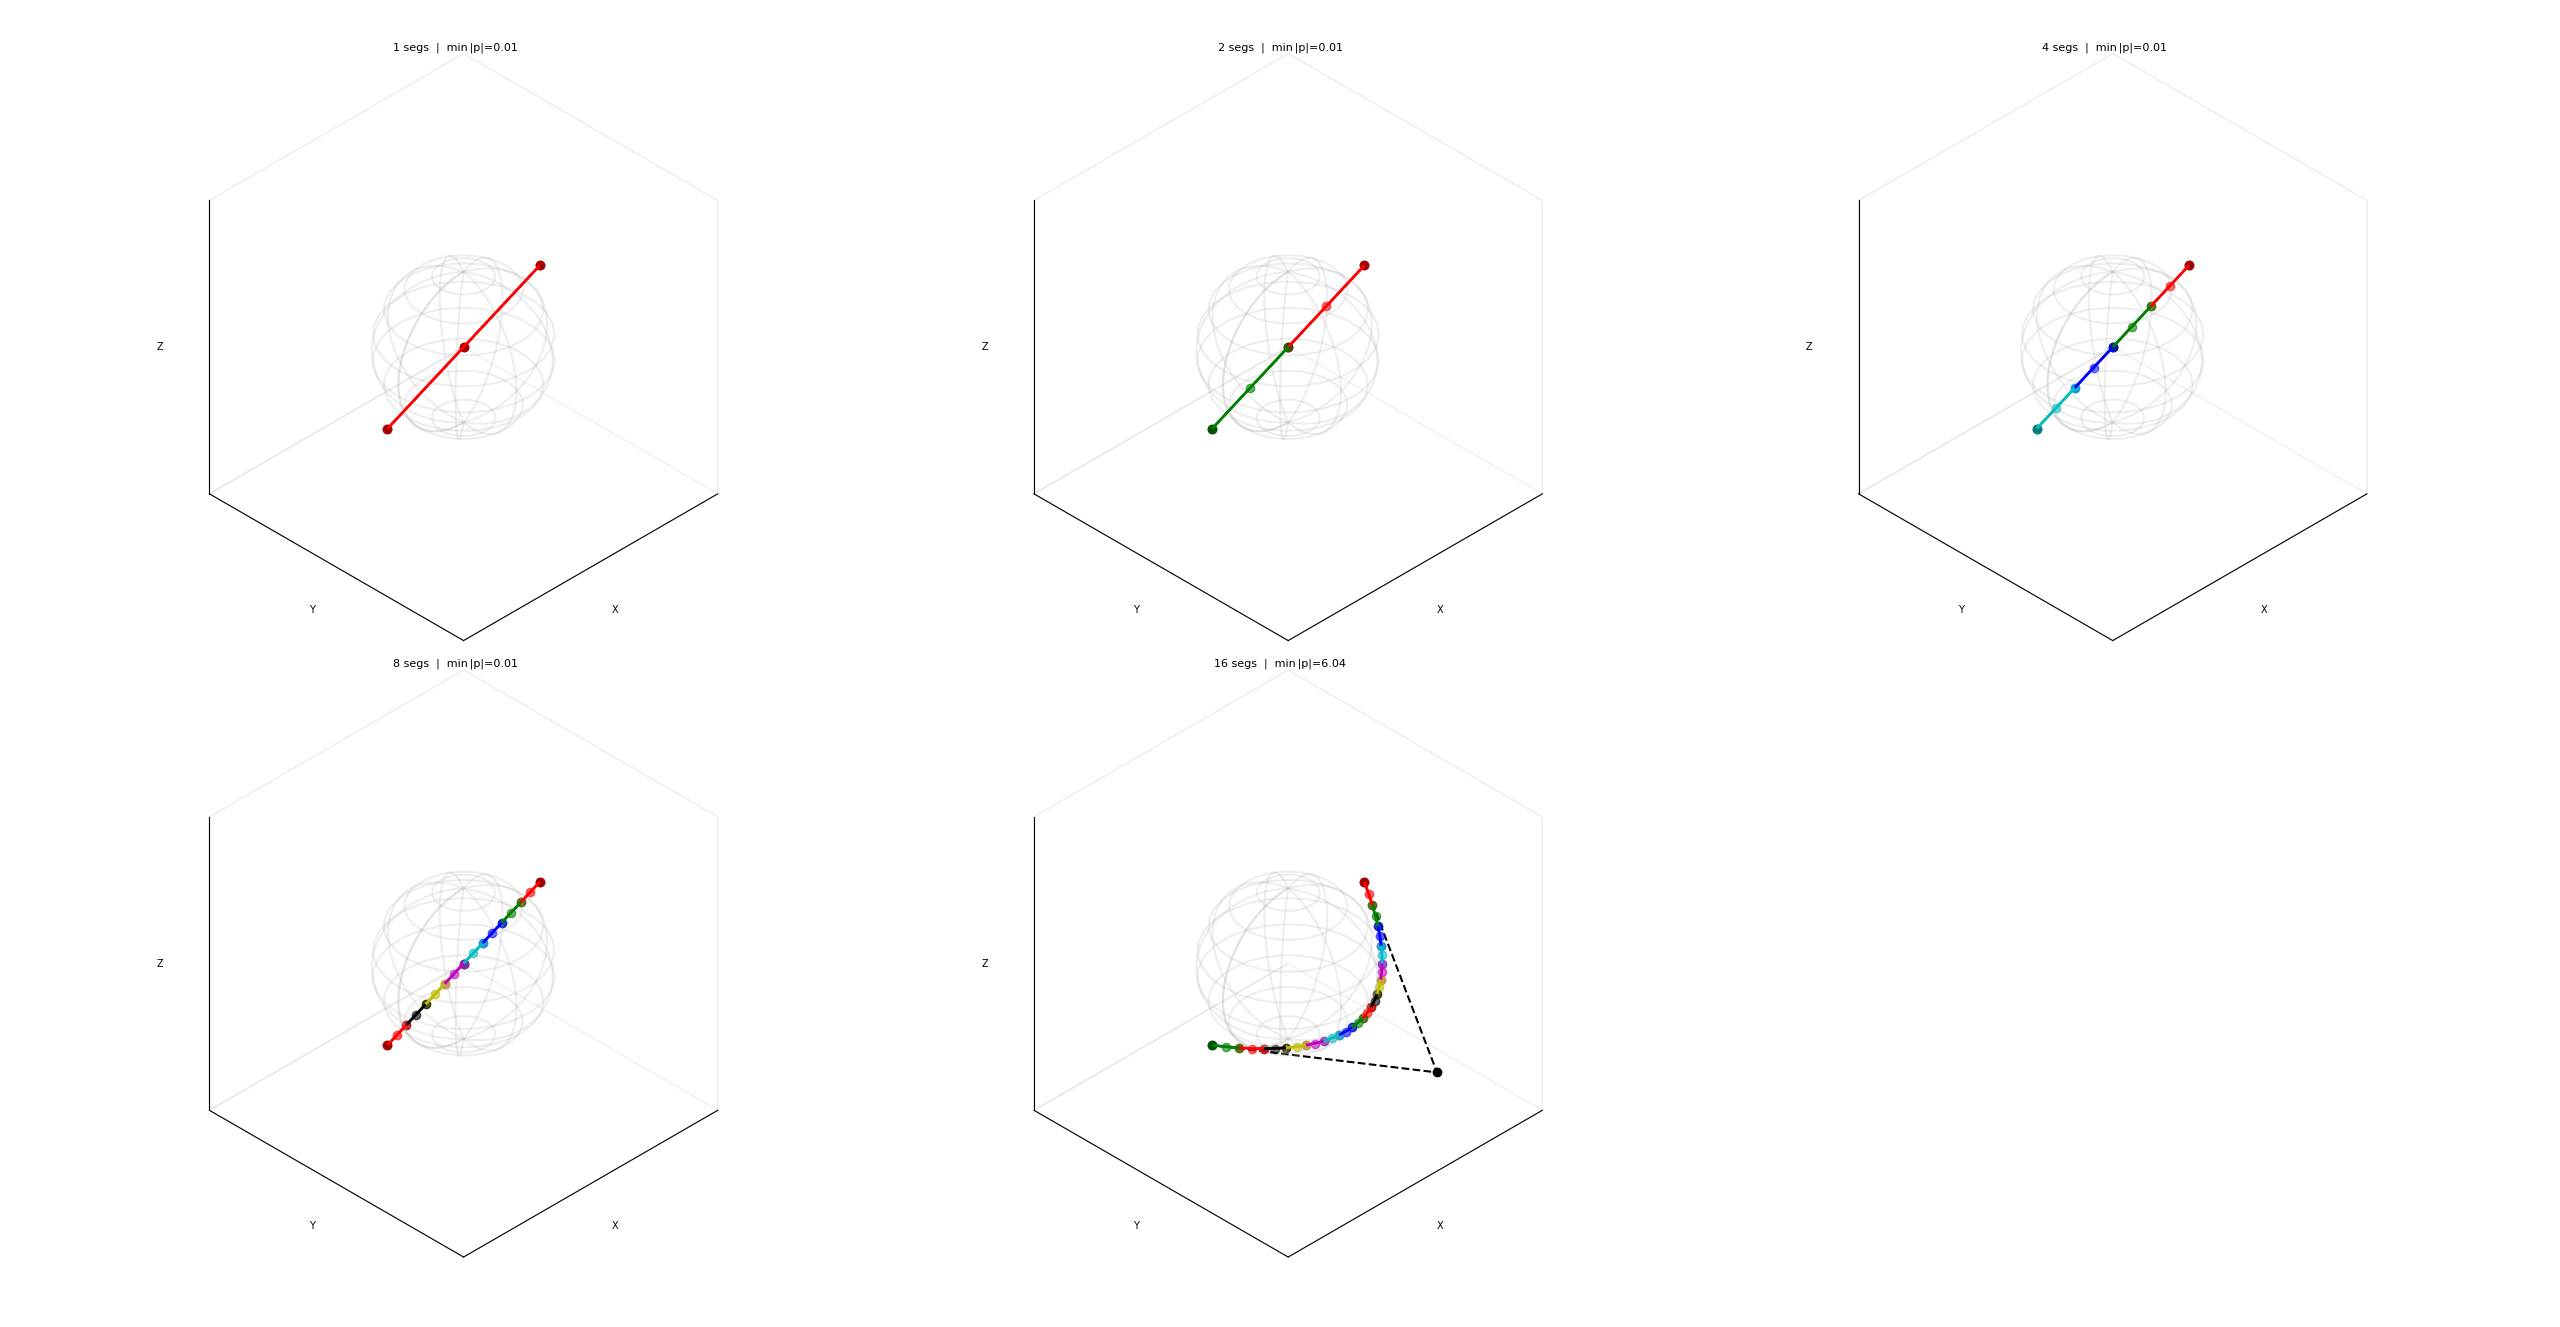 1 segs | min |p|=0.01
2 segs | min |p|=0.01
4 segs | min |p|=0.01
Z
Z
Z
Y
X
Y
X
Y
X
8 segs | min |p|=0.01
16 segs | min |p|=6.04
Z
Z
Y
X
Y
X